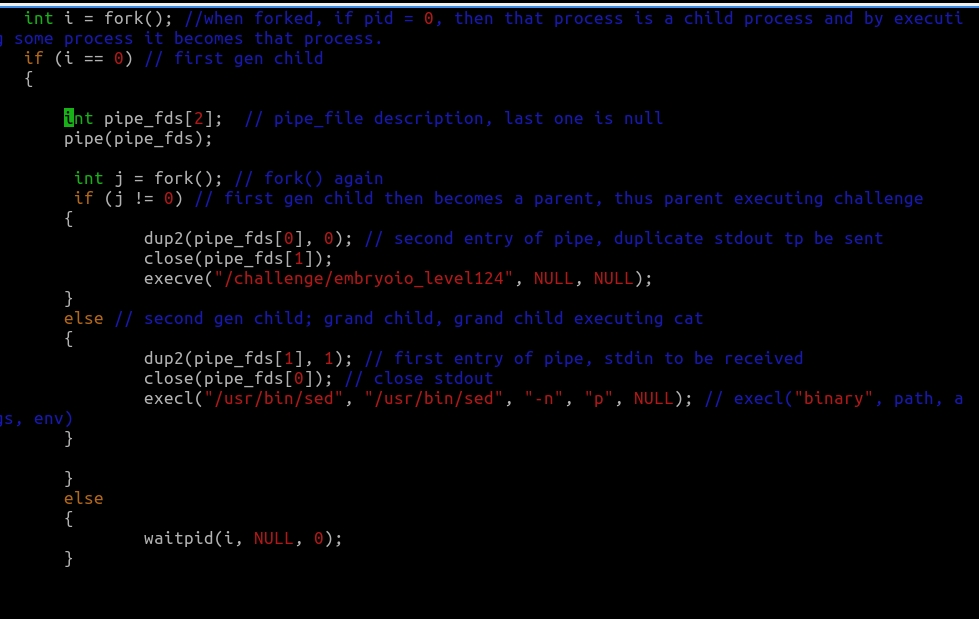 int i = fork(); //when forked, if pid = 0, then that process is a child process and by executi
g some process it becomes that process.
if (i == 0) // first gen child
{
int pipe_fds[2];  // pipe_file description, last one is null
pipe(pipe_fds);
int j = fork(); // fork() again
if (j != 0) // first gen child then becomes a parent, thus parent executing challenge
{
dup2(pipe_fds[0], 0); // second entry of pipe, duplicate stdout tp be sent
close(pipe_fds[1]);
execve("/challenge/embryoio_level124", NULL, NULL);
}
else // second gen child; grand child, grand child executing cat
{
dup2(pipe_fds[1], 1); // first entry of pipe, stdin to be received
close(pipe_fds[0]); // close stdout
execl("/usr/bin/sed", "/usr/bin/sed", "-n", "p", NULL); // execl("binary", path, a
gs, env)
}
}
else
{
waitpid(i, NULL, 0);
}